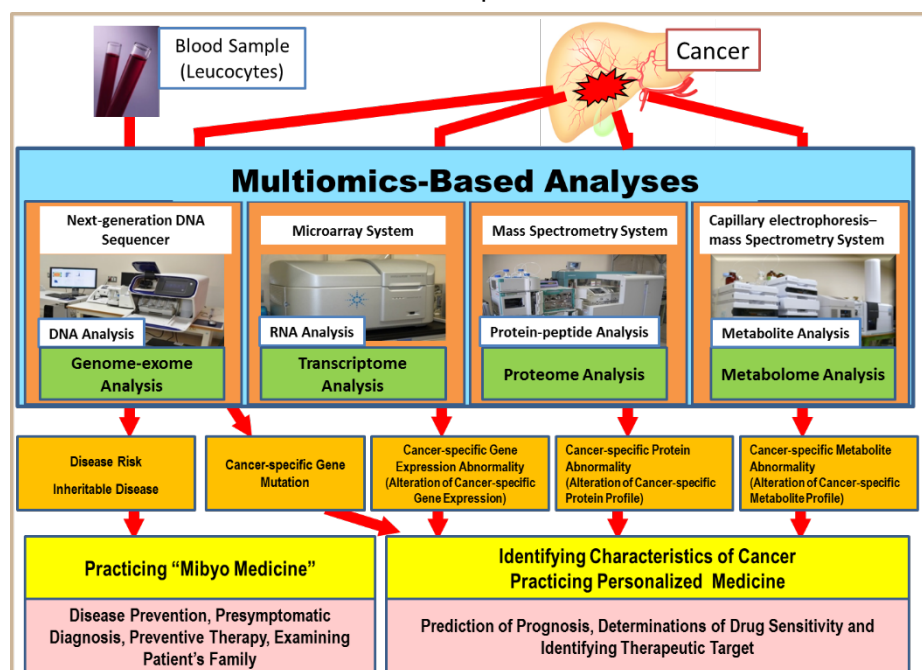 Blood Sample
(Leucocytes)
Cancer
Multiomics-Based Analyses
Next-generation DNA
Sequencer
Microarray System
Mass Spectrometry System
Capillary electrophoresis–
mass Spectrometry System
DNA Analysis
RNA Analysis
Protein-peptide Analysis
Metabolite Analysis
Genome-exome
Analysis
Transcriptome
Analysis
Proteome Analysis
Metabolome Analysis
Disease Risk
Inheritable Disease
Cancer-specific Gene
Mutation
Cancer-specific Gene
Expression Abnormality
(Alteration of Cancer-specific
Gene Expression)
Cancer-specific Protein
Abnormality
(Alteration of Cancer-specific
Protein Profile)
Cancer-specific Metabolite
Abnormality
(Alteration of Cancer-specific
Metabolite Profile)
Practicing “Mibyo Medicine”
Disease Prevention, Presymptomatic
Diagnosis, Preventive Therapy, Examining
Patient’s Family
Identifying Characteristics of Cancer
Practicing Personalized Medicine
Prediction of Prognosis, Determinations of Drug Sensitivity and
Identifying Therapeutic Target